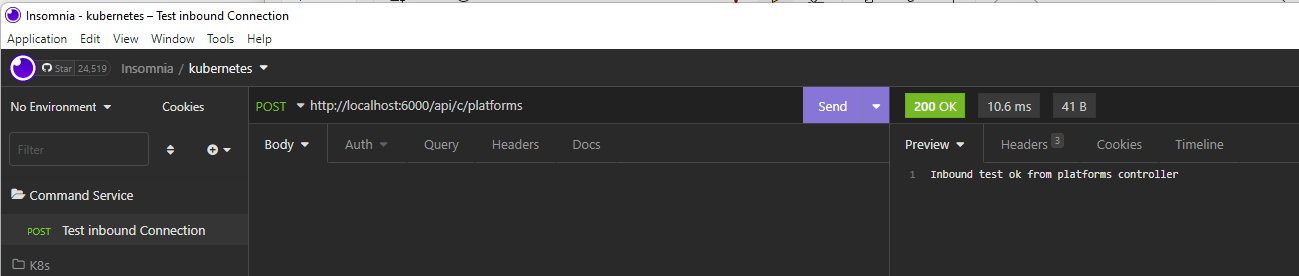 Insomnia - kubernetes – Test inbound Connection
Application Edit View Window Tools Help
Star 24,519 Insomnia / kubernetes
No Environment Cookies POST http://localhost:6000/api/c/platforms Send 200 OK 10.6 ms 41 B
Filter Body Auth Query Headers Docs Preview Headers 3 Cookies Timeline
1 Inbound test ok from platforms controller
Command Service
POST Test inbound Connection
K8s